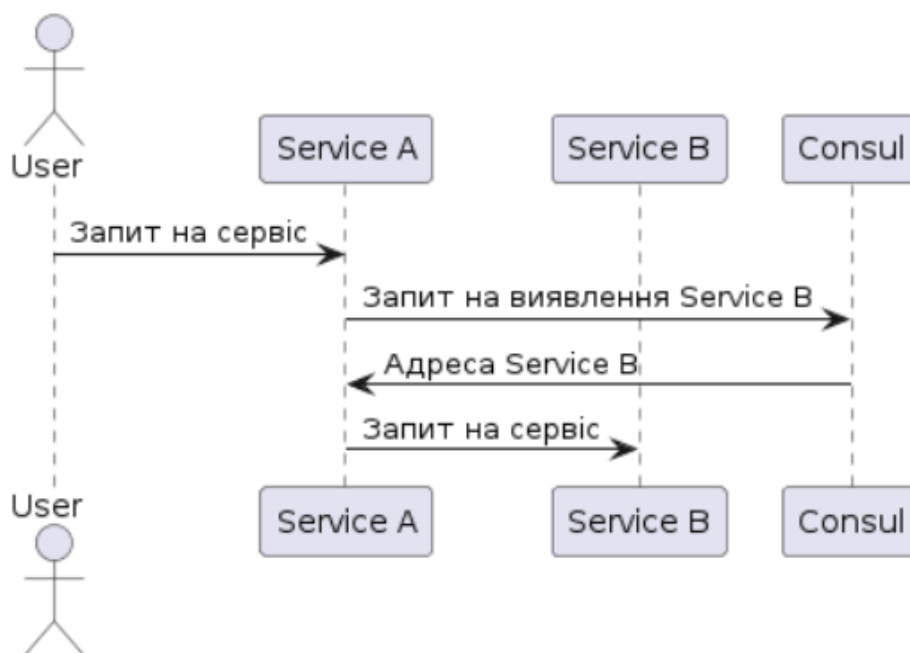 User
Service A
Service B
Consul
Запит на сервіс
Запит на виявлення Service B
Адреса Service B
Запит на сервіс
User
Service A
Service B
Consul